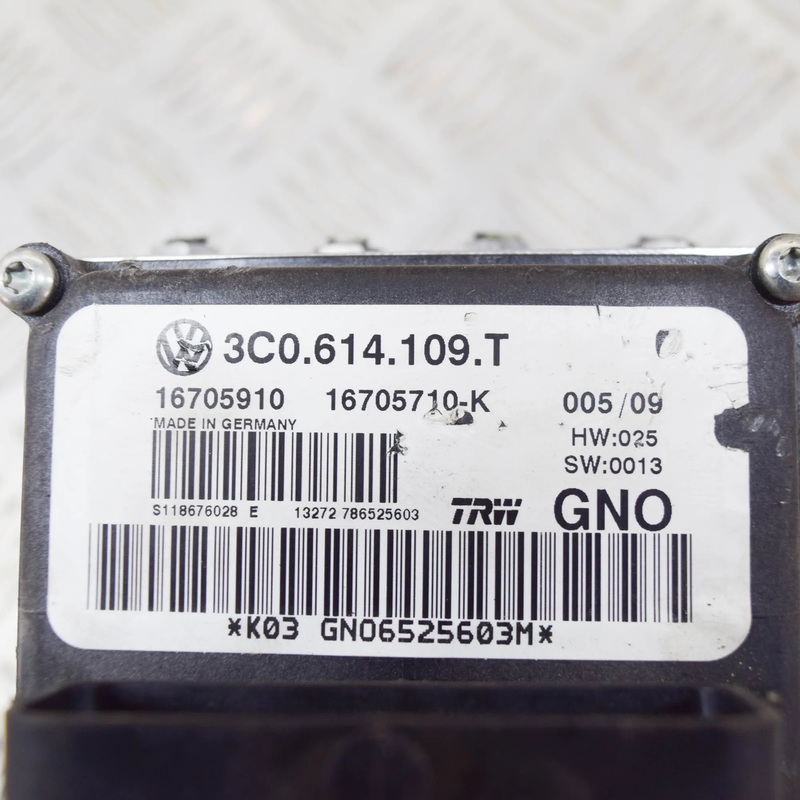 3C0.614.109.T
16705910 16705710-K 005/09
MADE IN GERMANY HW:025
SW:0013
S118676028 E 13272 786525603 TRW GNO
*K03 GNO6525603M*